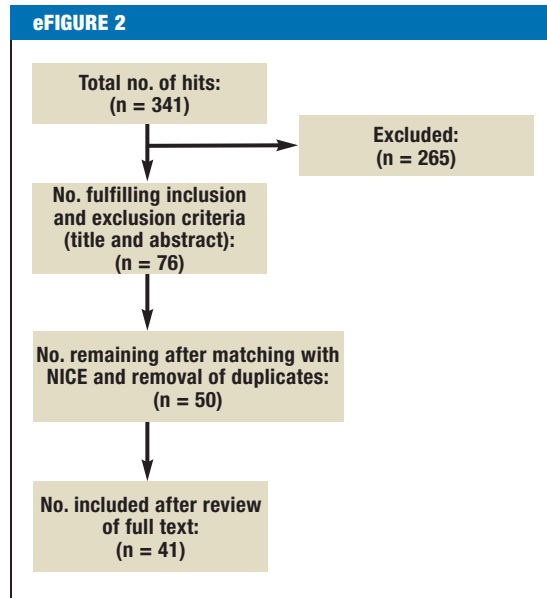 eFIGURE 2
Total no. of hits:
(n = 341)
Excluded:
(n = 265)
No. fulfilling inclusion
and exclusion criteria
(title and abstract):
(n = 76)
No. remaining after matching with
NICE and removal of duplicates:
(n = 50)
No. included after review
of full text:
(n = 41)